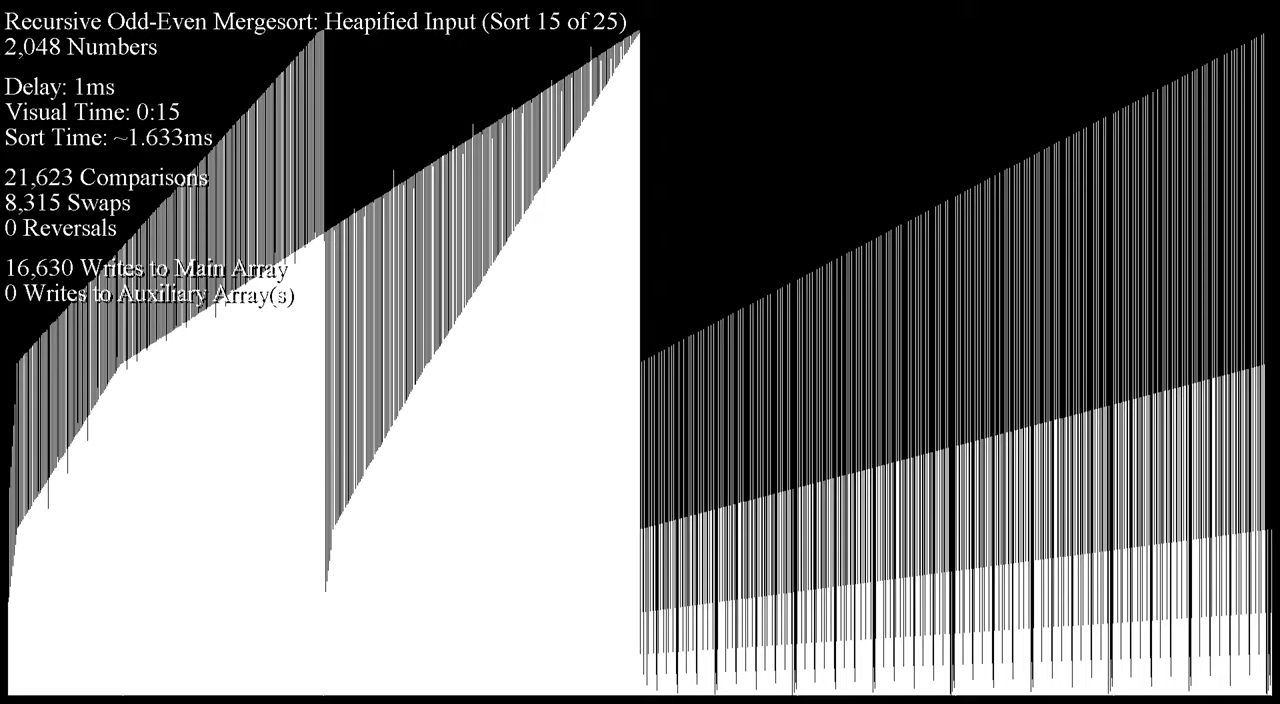 Recursive Odd-Even Mergesort: Heapified Input (Sort 15 of 25)
2,048 Numbers
Delay: 1ms
Visual Time: 0:15
Sort Time: ~1.633ms
21,623 Comparisons
8,315 Swaps
0 Reversals
16,630 Writes to Main Array
0 Writes to Auxiliary Array(s)